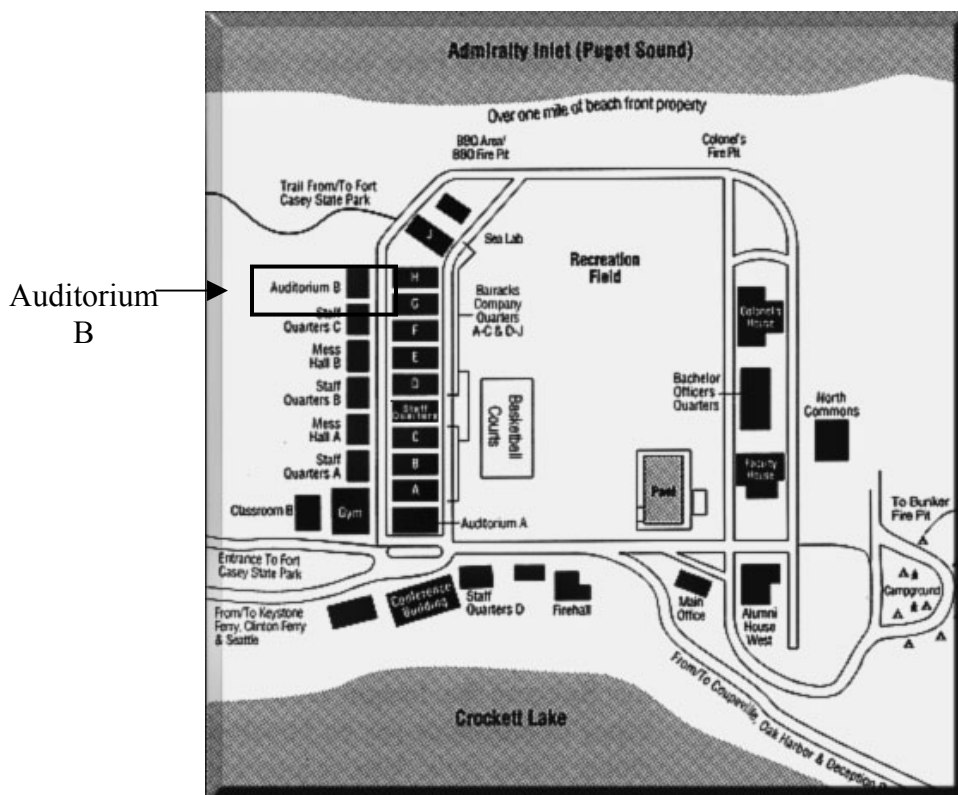 Admiralty Inlet (Puget Sound)
Over one mile of beach front property
BBQ Area/
BBQ Fire Pit
Colonel's
Fire Pit
Trail From/To Fort
Casey State Park
J
Sea Lab
Recreation
Field
Auditorium
B
Auditorium B
H
G
F
E
D
Staff
Quarters
C
B
A
Barracks
Company
Quarters
A-C & D-J
Staff
Quarters C
Mess
Hall B
Staff
Quarters B
Mess
Hall A
Staff
Quarters A
Classroom B
Gym
Auditorium A
Basketball
Courts
Colonel's
House
Bachelor
Officers
Quarters
North
Commons
Faculty
House
Pool
To Bunker
Fire Pit
Campground
Entrance To Fort
Casey State Park
From/To Keystone
Ferry, Clinton Ferry
& Seattle
Conference
Building
Staff
Quarters D
Firehall
Main
Office
Alumni
House
West
From/To Coupeville, Oak Harbor & Deception
Crockett Lake